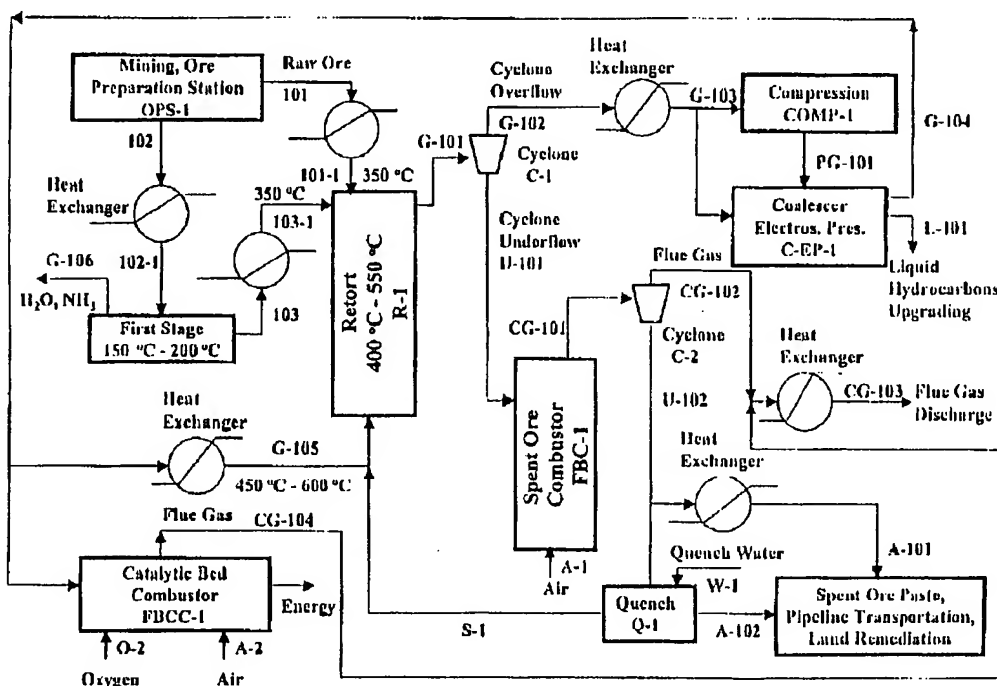 Mining, Ore
Preparation Station
OPS-1
Raw Ore
101
102
Heat
Exchanger
102-1
G-106
H₂O, NH₃
First Stage
150 °C - 200 °C
103
350 °C
103-1
101-1
350 °C
Retort
400 °C - 550 °C
R-1
G-101
Cyclone
Overflow
G-102
Cyclone
C-1
Cyclone
Underflow
U-101
Heat
Exchanger
G-103
Compression
COMP-1
PG-101
G-104
Coalescer
Electros. Pres.
C-EP-1
L-101
Liquid
Hydrocarbons
Upgrading
Flue Gas
CG-102
CG-101
Cyclone
C-2
U-102
Heat
Exchanger
CG-103
Flue Gas
Discharge
Heat
Exchanger
G-105
450 °C - 600 °C
Spent Ore
Combustor
FBC-1
A-1
Air
Heat
Exchanger
A-101
Quench Water
W-1
Quench
Q-1
A-102
Spent Ore Paste,
Pipeline Transportation,
Land Remediation
S-1
Flue Gas
CG-104
Catalytic Bed
Combustor
FBCC-1
Energy
O-2
A-2
Oxygen
Air